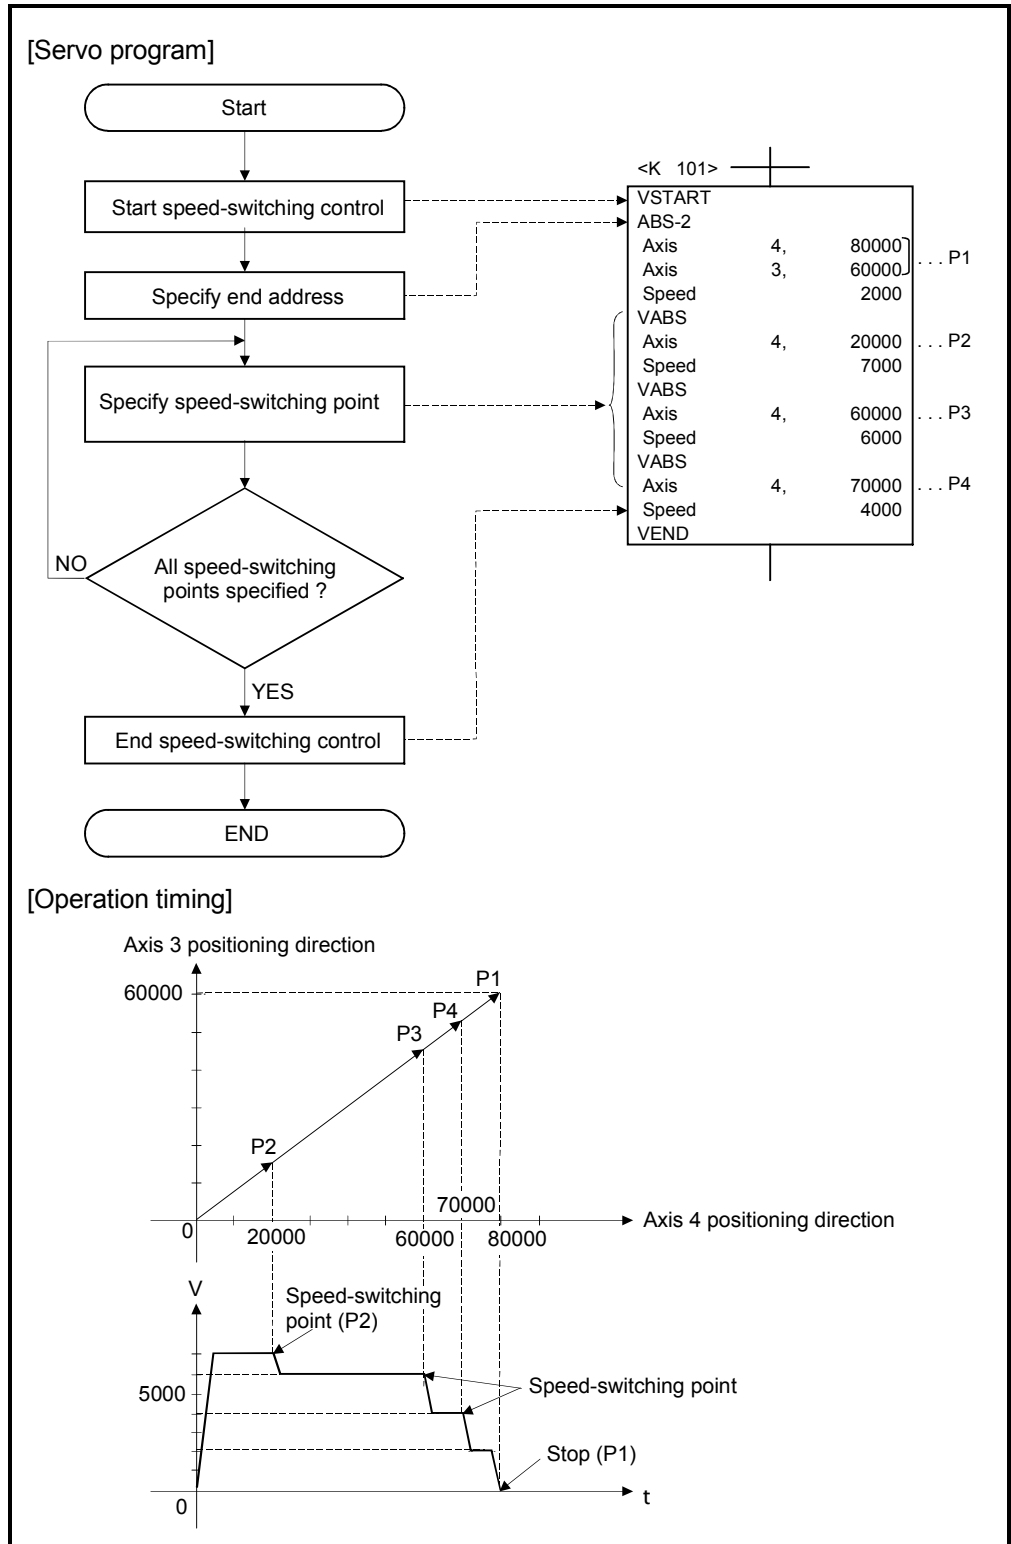 [Servo program]
Start
Start speed-switching control
Specify end address
Specify speed-switching point
NO
All speed-switching
points specified ?
YES
End speed-switching control
END
<K 101>
VSTART
ABS-2
Axis 4, 80000
Axis 3, 60000
. . . P1
Speed 2000
VABS
Axis 4, 20000 . . . P2
Speed 7000
VABS
Axis 4, 60000 . . . P3
Speed 6000
VABS
Axis 4, 70000 . . . P4
Speed 4000
VEND
[Operation timing]
Axis 3 positioning direction
60000
P1
P4
P3
P2
70000
0
20000
60000
80000
Axis 4 positioning direction
V
Speed-switching
point (P2)
5000
Speed-switching point
Stop (P1)
0
t